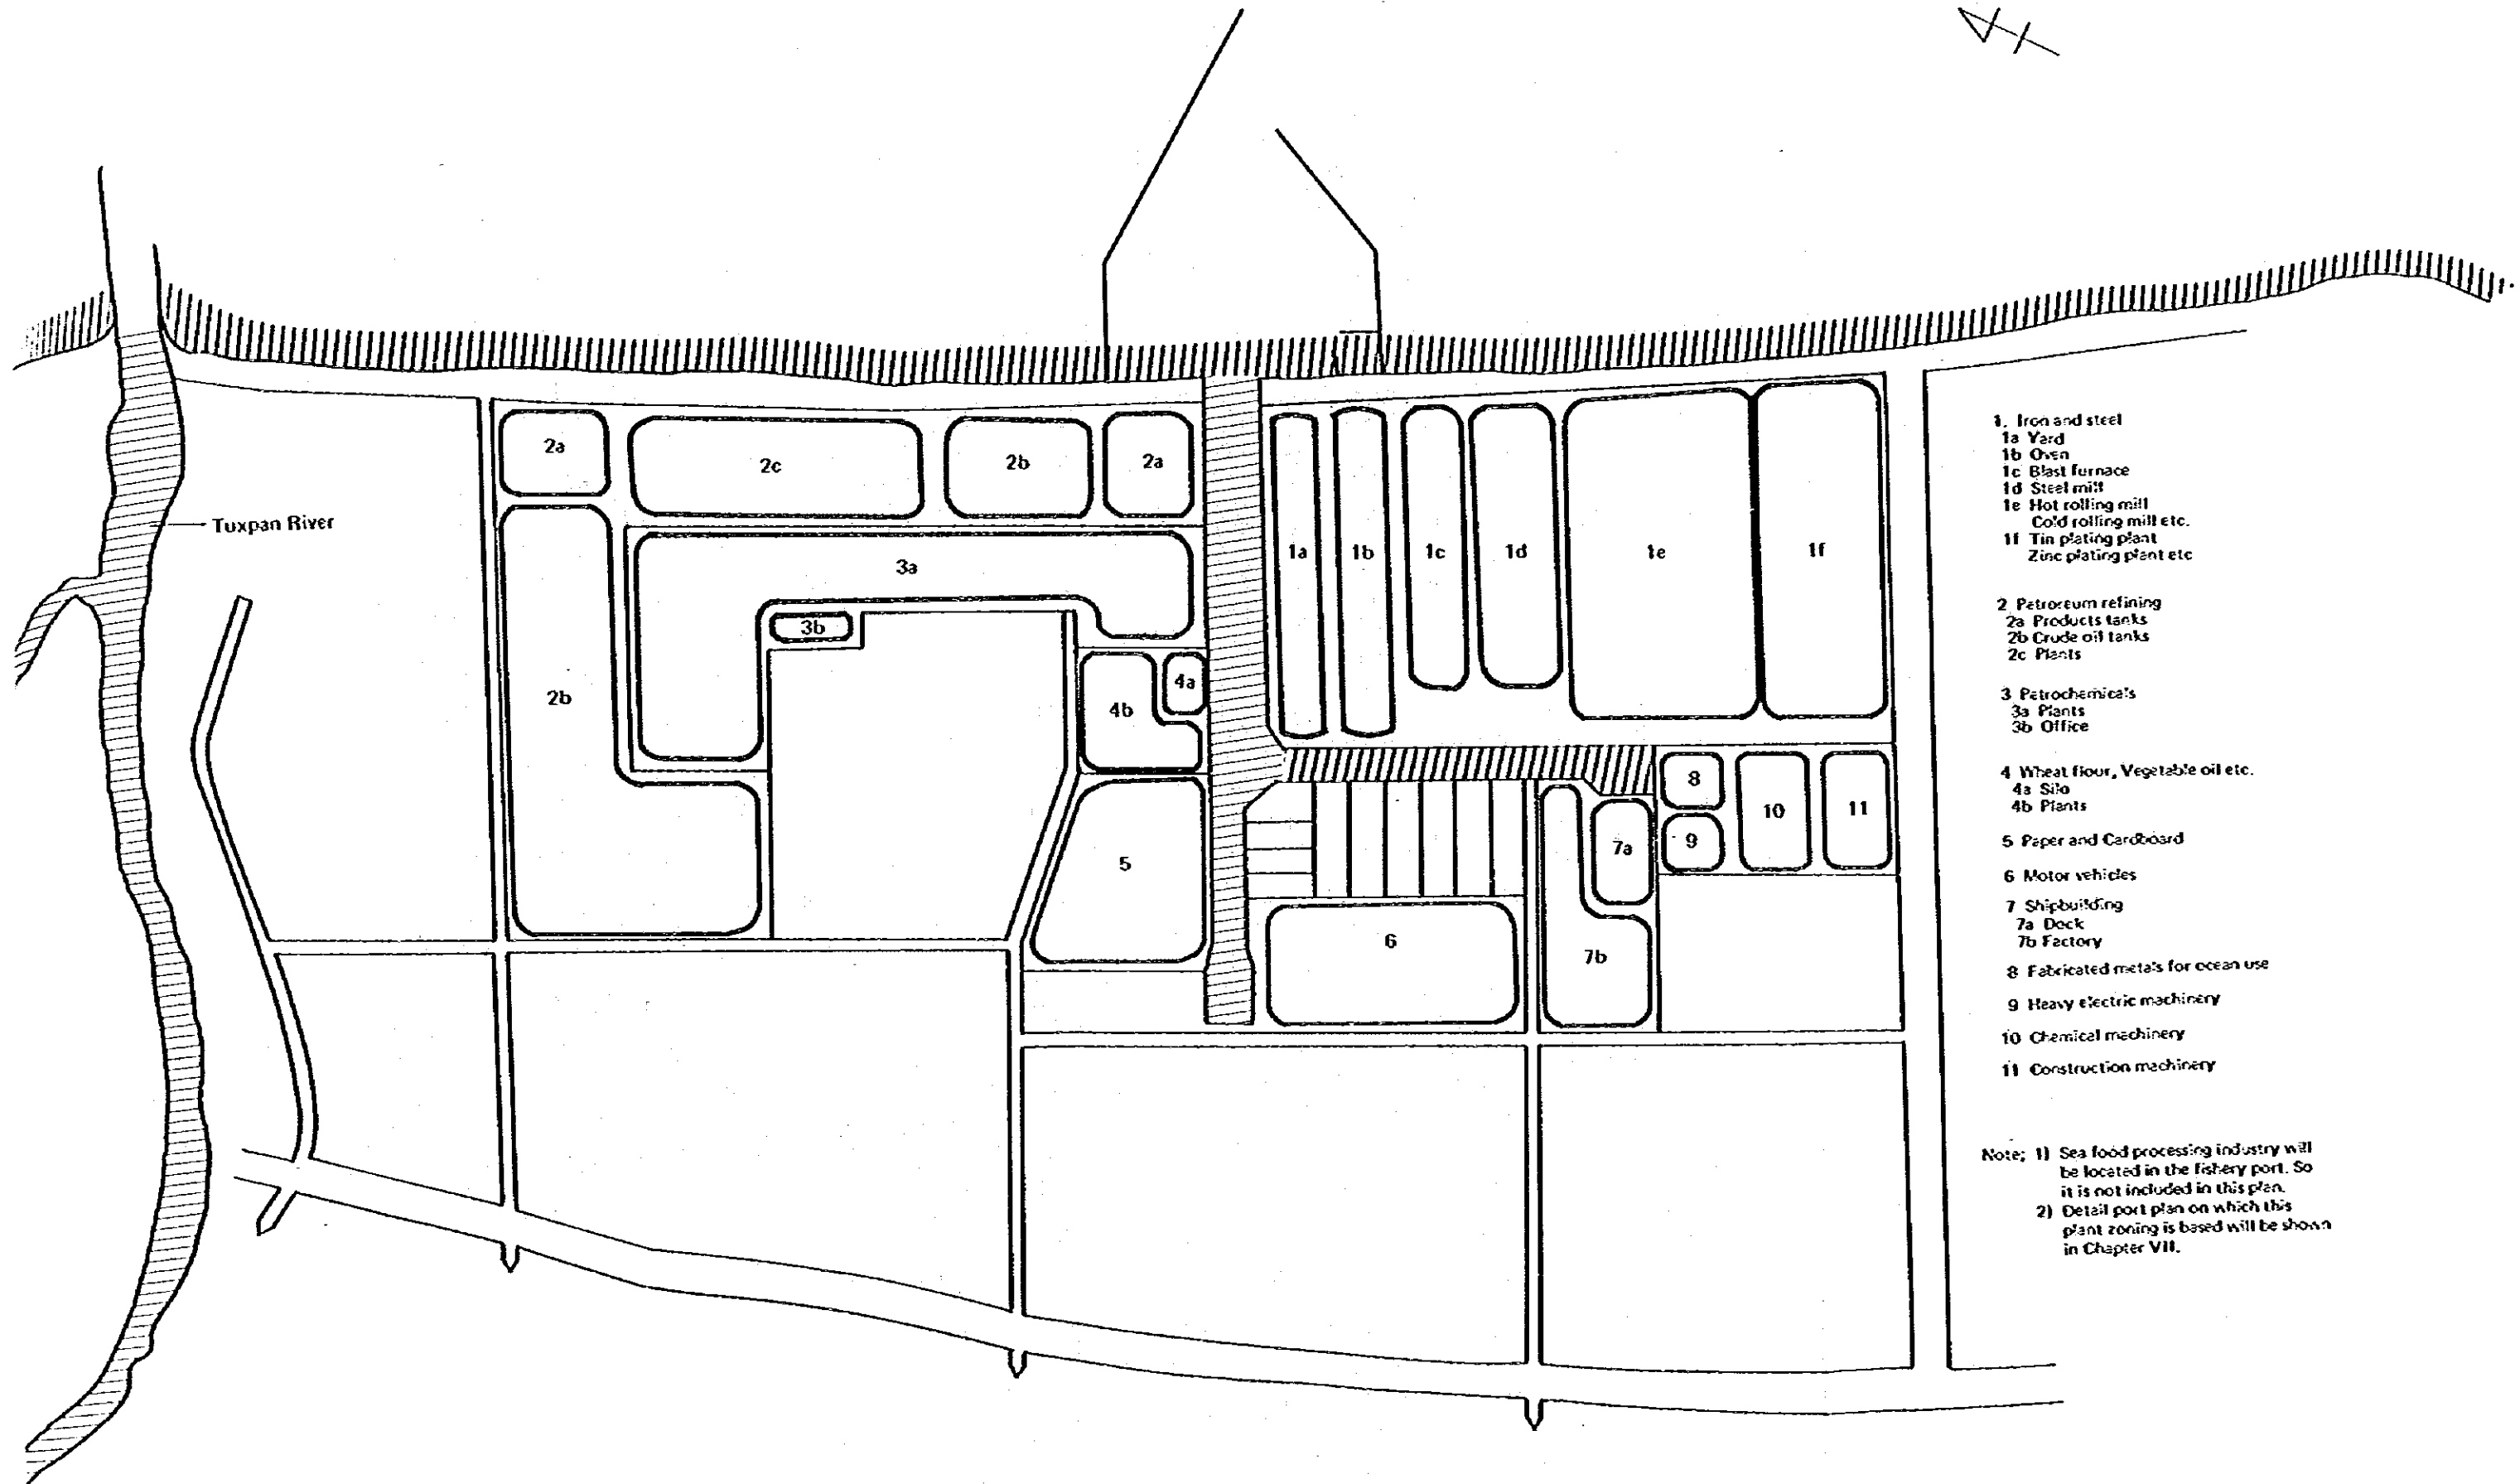 2a
2c
2b
2a
Tuxpan River
3a
3b
2b
4b
4a
5
1a
1b
1c
1d
1e
1f
6
7a
7b
8
9
10
11
1. Iron and steel
1a Yard
1b Oven
1c Blast furnace
1d Steel mill
1e Hot rolling mill
Cold rolling mill etc.
1f Tin plating plant
Zinc plating plant etc
2 Petroreum refining
2a Products tanks
2b Crude oil tanks
2c Plants
3 Petrochemicals
3a Plants
3b Office
4 Wheat flour, Vegetable oil etc.
4a Silo
4b Plants
5 Paper and Cardboard
6 Motor vehicles
7 Shipbuilding
7a Dock
7b Factory
8 Fabricated metals for ocean use
9 Heavy electric machinery
10 Chemical machinery
11 Construction machinery
Note; 1) Sea food processing industry will
be located in the fishery port. So
it is not included in this plan.
2) Detail port plan on which this
plant zoning is based will be shown
in Chapter VII.